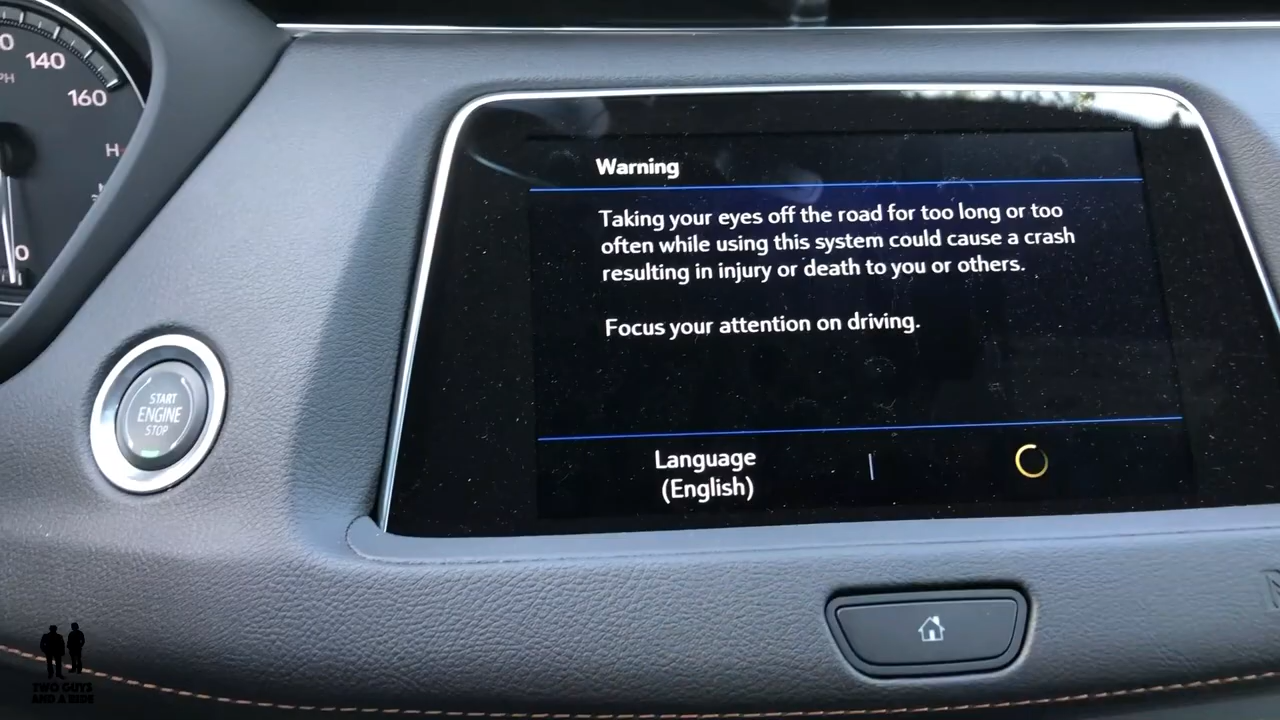 140
160
H
0
START
ENGINE
STOP
Warning
Taking your eyes off the road for too long or too
often while using this system could cause a crash
resulting in injury or death to you or others.
Focus your attention on driving.
Language
(English)
TWO GUYS
AND A RIDE